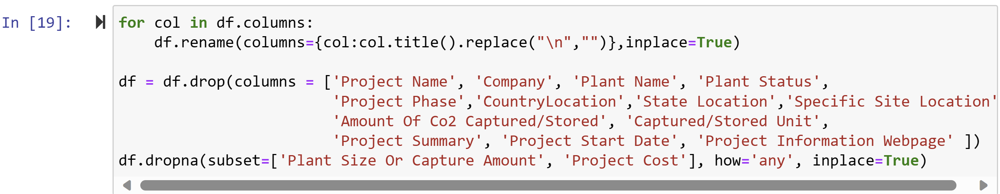 In [19]:
for col in df.columns:
    df.rename(columns={col:col.title().replace("\n","")},inplace=True)
df = df.drop(columns = ['Project Name', 'Company', 'Plant Name', 'Plant Status',
                        'Project Phase','CountryLocation','State Location','Specific Site Location'
                        'Amount Of Co2 Captured/Stored', 'Captured/Stored Unit',
                        'Project Summary', 'Project Start Date', 'Project Information Webpage' ])
df.dropna(subset=['Plant Size Or Capture Amount', 'Project Cost'], how='any', inplace=True)